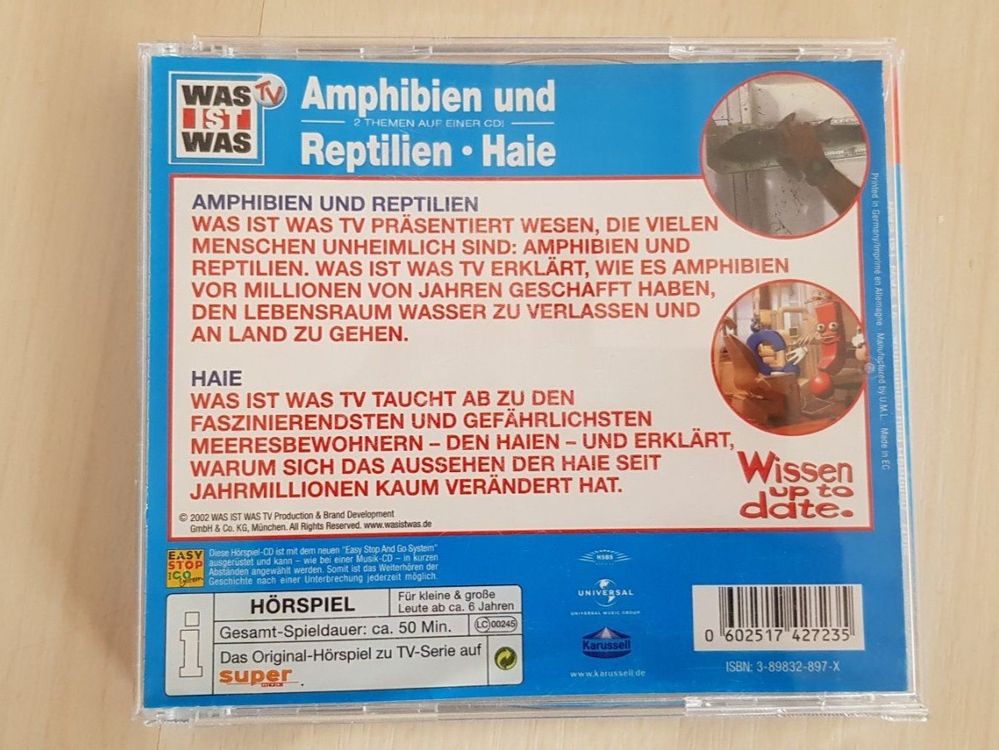 WAS IST WAS TV
Amphibien und
2 THEMEN AUF EINER CD!
Reptilien · Haie
AMPHIBIEN UND REPTILIEN
WAS IST WAS TV PRÄSENTIERT WESEN, DIE VIELEN
MENSCHEN UNHEIMLICH SIND: AMPHIBIEN UND
REPTILIEN. WAS IST WAS TV ERKLÄRT, WIE ES AMPHIBIEN
VOR MILLIONEN VON JAHREN GESCHAFFT HABEN,
DEN LEBENSRAUM WASSER ZU VERLASSEN UND
AN LAND ZU GEHEN.
HAIE
WAS IST WAS TV TAUCHT AB ZU DEN
FASZINIERENDSTEN UND GEFÄHRLICHSTEN
MEERESBEWOHNERN – DEN HAIEN – UND ERKLÄRT,
WARUM SICH DAS AUSSEHEN DER HAIE SEIT
JAHRMILLIONEN KAUM VERÄNDERT HAT.
Wissen
up to
date.
© 2002 WAS IST WAS TV Production & Brand Development
GmbH & Co. KG, München. All Rights Reserved. www.wasistwas.de
Printed in Germany/Imprimé en Allemagne · Manufactured by U.M.L. · Made in EC
EASY
STOP
GO
Diese Hörspiel-CD ist mit dem neuen "Easy Stop And Go System"
ausgerüstet und kann – wie bei einer Musik-CD – in kurzen
Abständen angewählt werden. Somit ist das Weiterhören der
Geschichte nach einer Unterbrechung jederzeit möglich.
i
HÖRSPIEL
Für kleine & große
Leute ab ca. 6 Jahren
Gesamt-Spieldauer: ca. 50 Min.
LC 00245
Das Original-Hörspiel zu TV-Serie auf
super
UNIVERSAL
UNIVERSAL MUSIC GROUP
Karussell
www.karussell.de
0 602517 427235
ISBN: 3-89832-897-X